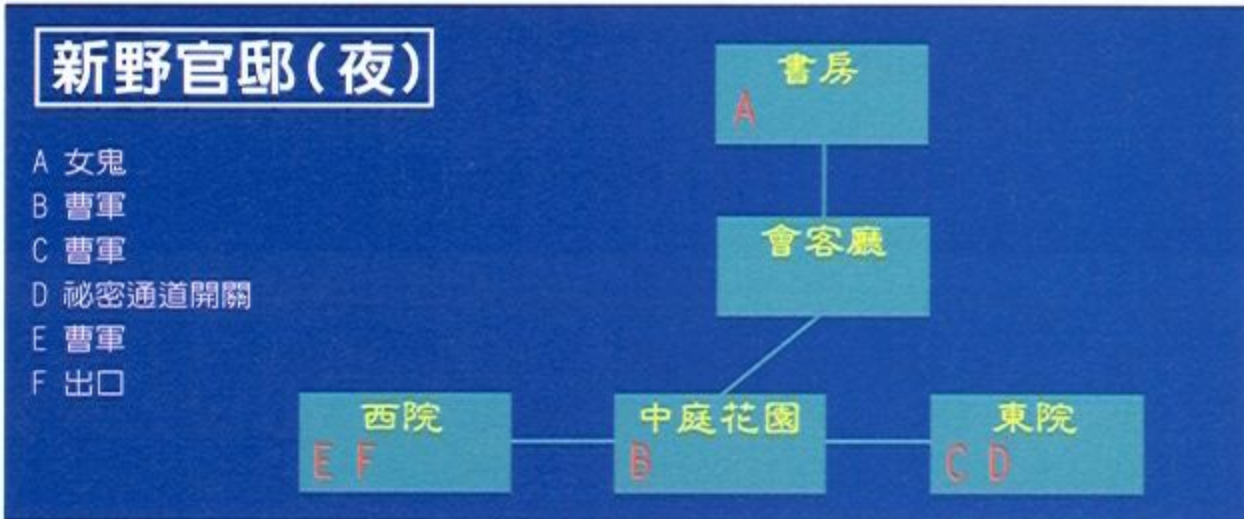 新野官邸(夜)
A 女鬼
B 曹軍
C 曹軍
D 祕密通道開關
E 曹軍
F 出口
書房
A
會客廳
西院
E F
中庭花園
B
東院
C D